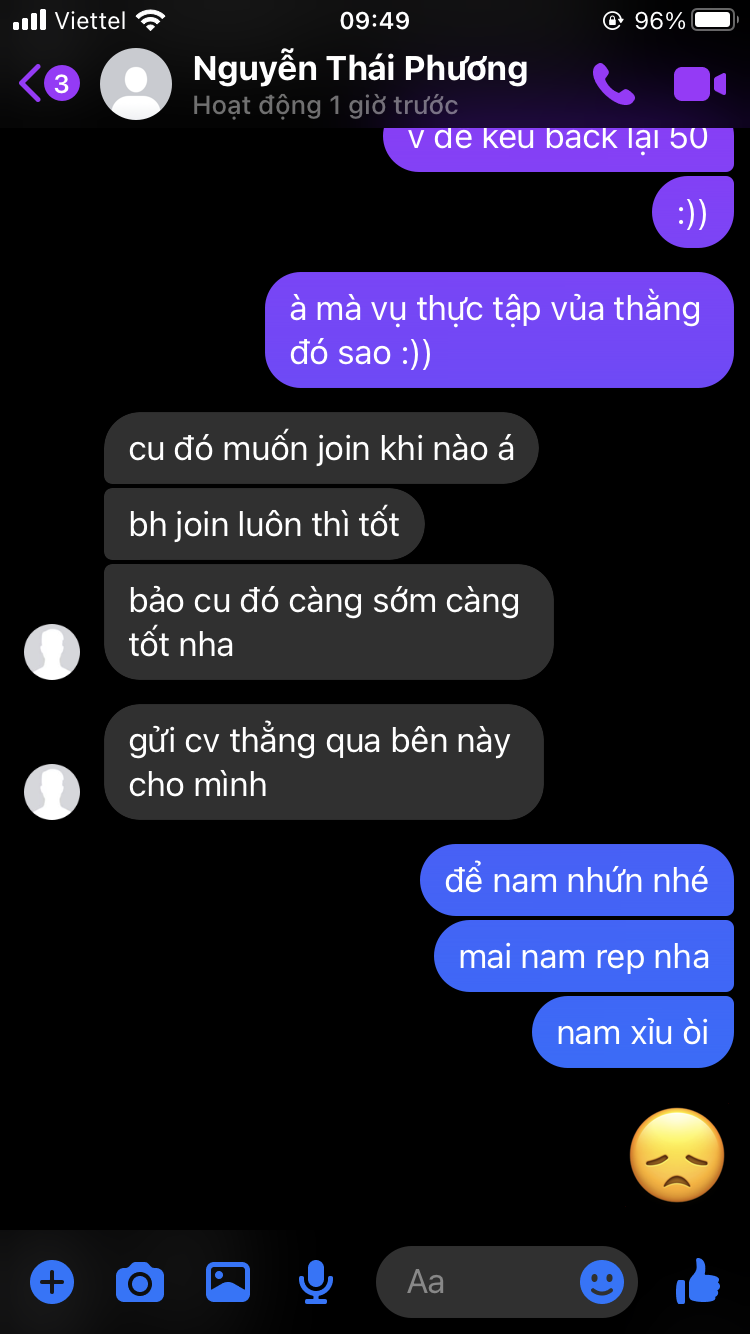 Viettel
09:49
96%
3
Nguyễn Thái Phương
Hoạt động 1 giờ trước
v để kêu back lại 50
:))
à mà vụ thực tập vủa thằng
đó sao :))
cu đó muốn join khi nào á
bh join luôn thì tốt
bảo cu đó càng sớm càng
tốt nha
gửi cv thẳng qua bên này
cho mình
để nam nhứn nhé
mai nam rep nha
nam xỉu òi
Aa